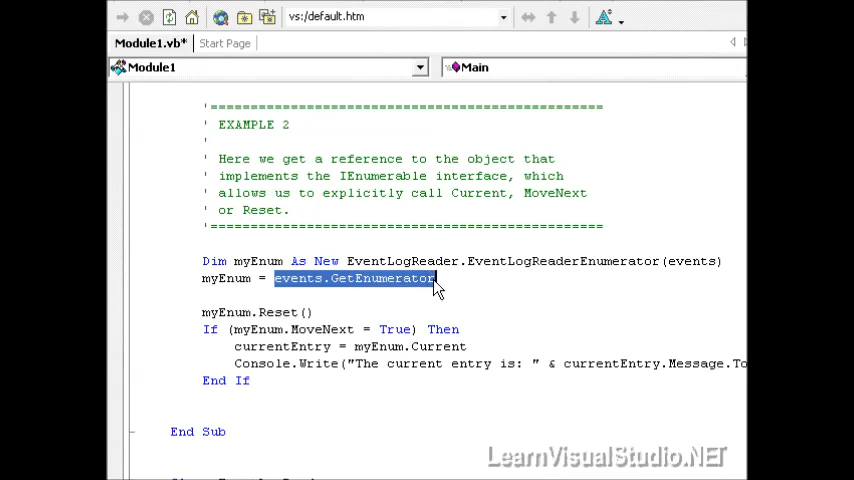 vs:/default.htm
Module1.vb* Start Page
Module1 Main
'=================================================
' EXAMPLE 2
'
' Here we get a reference to the object that
' implements the IEnumerable interface, which
' allows us to explicitly call Current, MoveNext
' or Reset.
'=================================================
Dim myEnum As New EventLogReader.EventLogReaderEnumerator(events)
myEnum = events.GetEnumerator
myEnum.Reset()
If (myEnum.MoveNext = True) Then
currentEntry = myEnum.Current
Console.Write("The current entry is: " & currentEntry.Message.To
End If
End Sub
LearnVisualStudio.NET